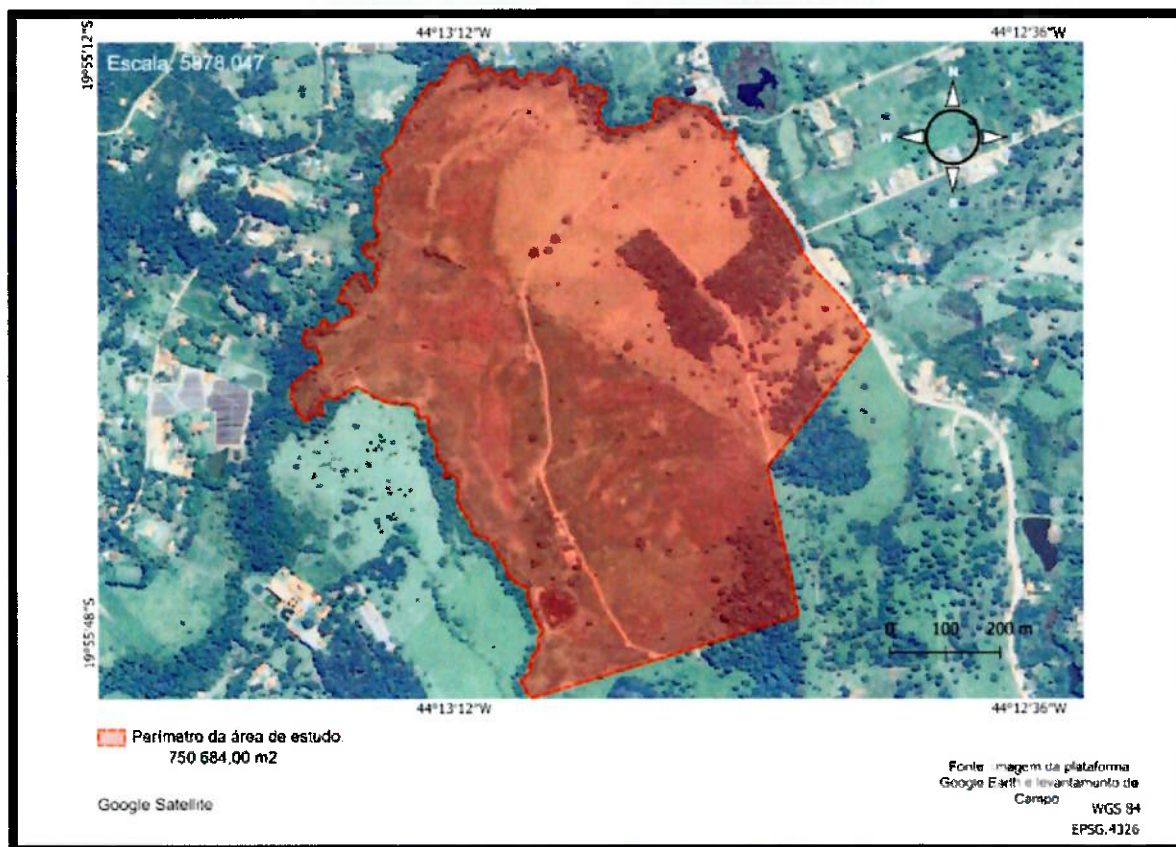 44°13'12"W
44°12'36"W
19°55'12"S
Escala: 5878,047
N
W
S
19°55'48"S
0 100 200 m
44°13'12"W
44°12'36"W
Perímetro da área de estudo.
750 684,00 m2
Fonte: Imagem da plataforma
Google Earth e levantamento de
Campo
Google Satellite
WGS 84
EPSG:4326